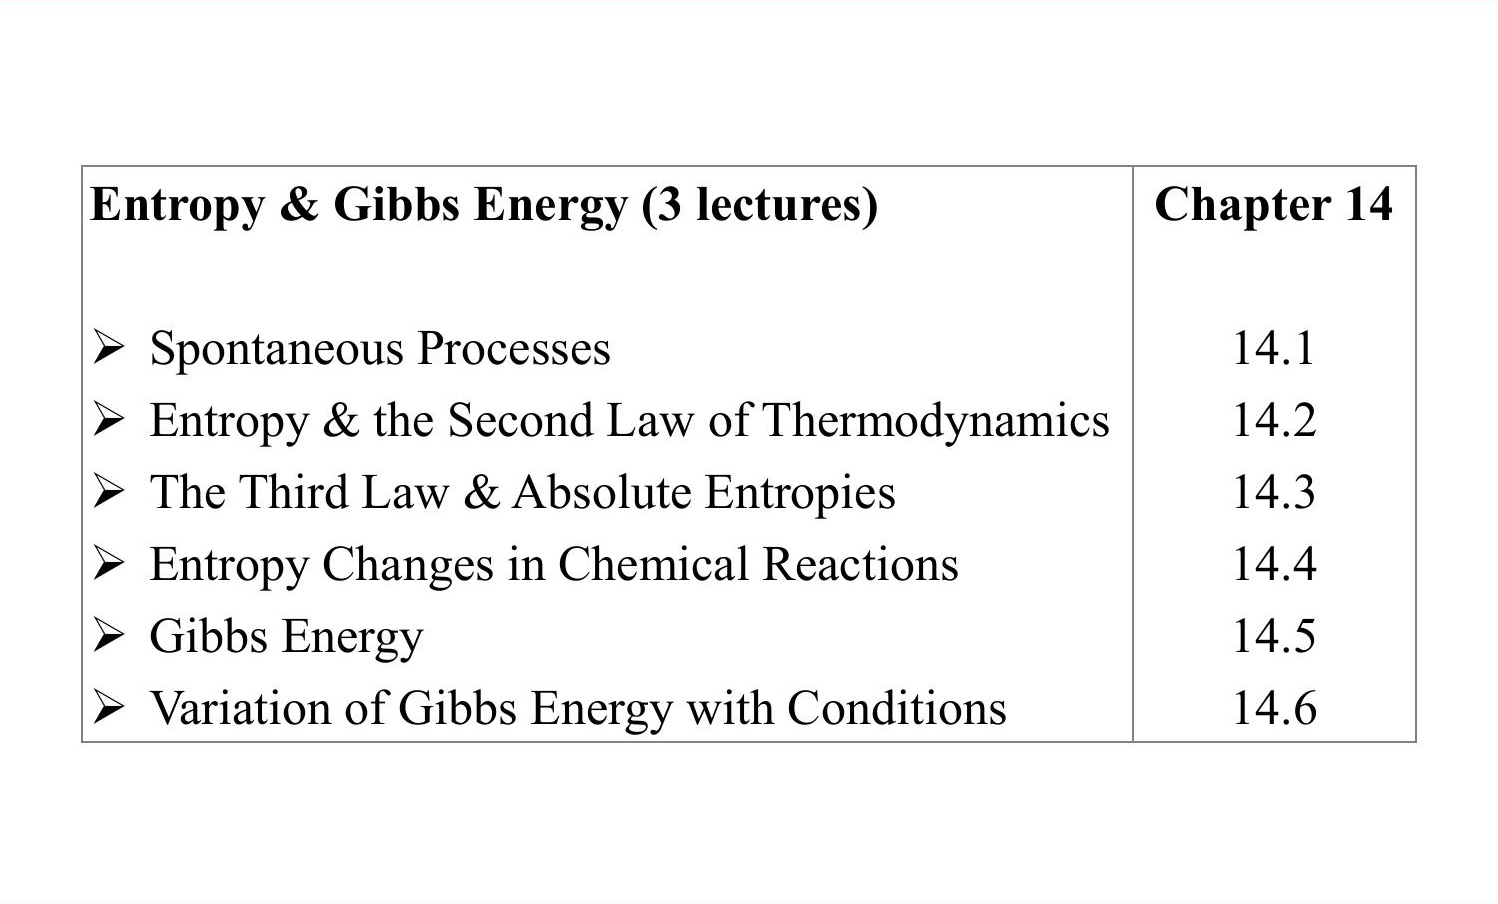 Entropy & Gibbs Energy (3 lectures) Chapter 14
➢ Spontaneous Processes 14.1
➢ Entropy & the Second Law of Thermodynamics 14.2
➢ The Third Law & Absolute Entropies 14.3
➢ Entropy Changes in Chemical Reactions 14.4
➢ Gibbs Energy 14.5
➢ Variation of Gibbs Energy with Conditions 14.6